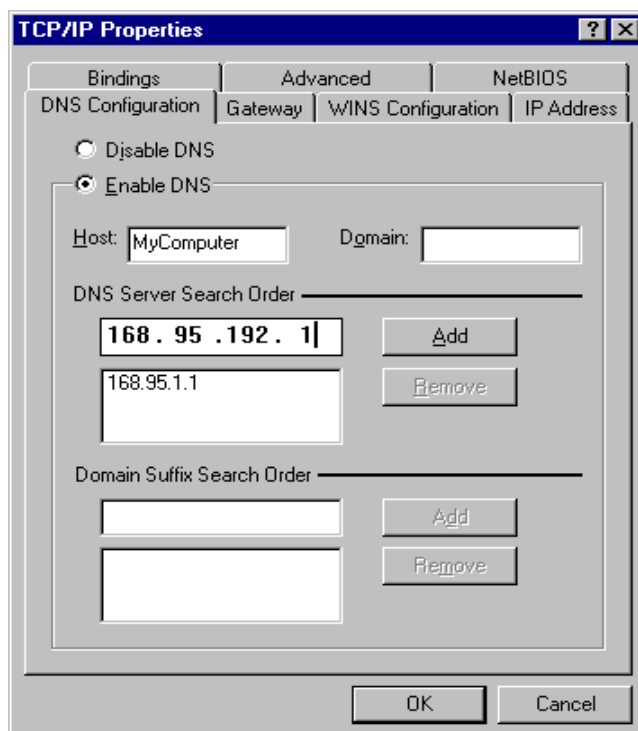 TCP/IP Properties
Bindings Advanced NetBIOS
DNS Configuration Gateway WINS Configuration IP Address
Disable DNS
Enable DNS
Host: MyComputer Domain:
DNS Server Search Order
168. 95 .192. 1 Add
168.95.1.1 Remove
Domain Suffix Search Order
Add
Remove
OK Cancel